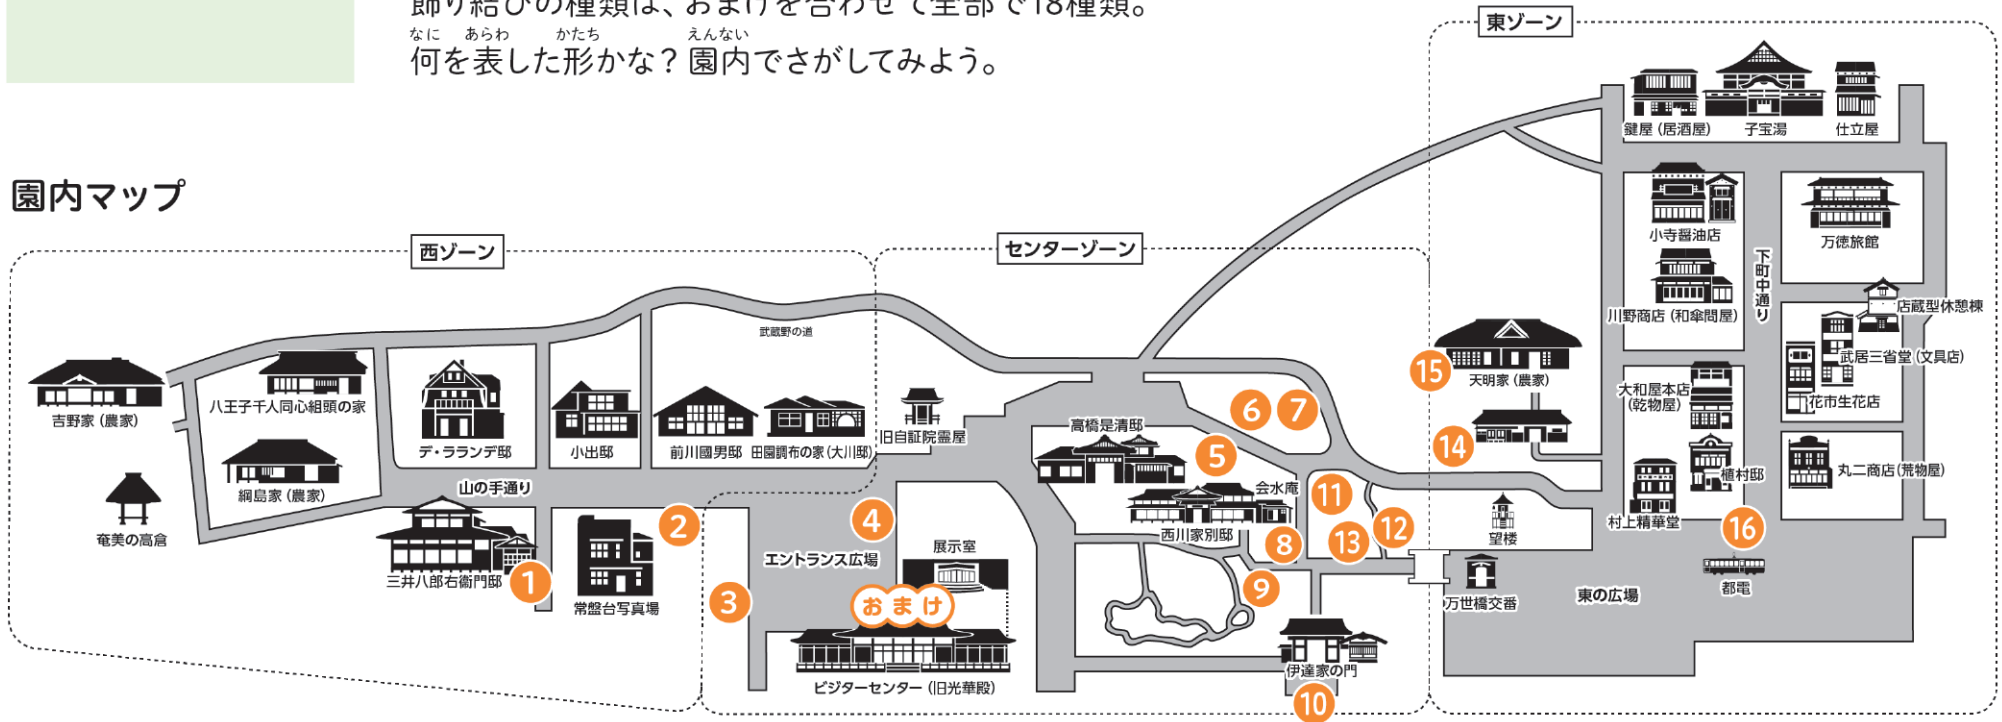 飾り結びの種類は、おまけを合わせて全部で18種類。
なに あらわ かたち えんない
何を表した形かな？ 園内でさがしてみよう。
園内マップ
西ゾーン
センターゾーン
東ゾーン
鍵屋（居酒屋）
子宝湯
仕立屋
小寺醤油店
万徳旅館
下町中通り
川野商店（和傘問屋）
店蔵型休憩棟
武居三省堂（文具店）
花市生花店
大和屋本店
（乾物屋）
植村邸
丸二商店（荒物屋）
村上精華堂
16
都電
東の広場
15
天明家（農家）
14
望楼
万世橋交番
武蔵野の道
吉野家（農家）
八王子千人同心組頭の家
綱島家（農家）
奄美の高倉
デ・ラランデ邸
小出邸
前川國男邸
田園調布の家（大川邸）
山の手通り
三井八郎右衞門邸
1
常盤台写真場
2
3
旧自証院霊屋
4
エントランス広場
展示室
おまけ
ビジターセンター（旧光華殿）
高橋是清邸
5
6
7
会水庵
西川家別邸
8
9
11
12
13
伊達家の門
10